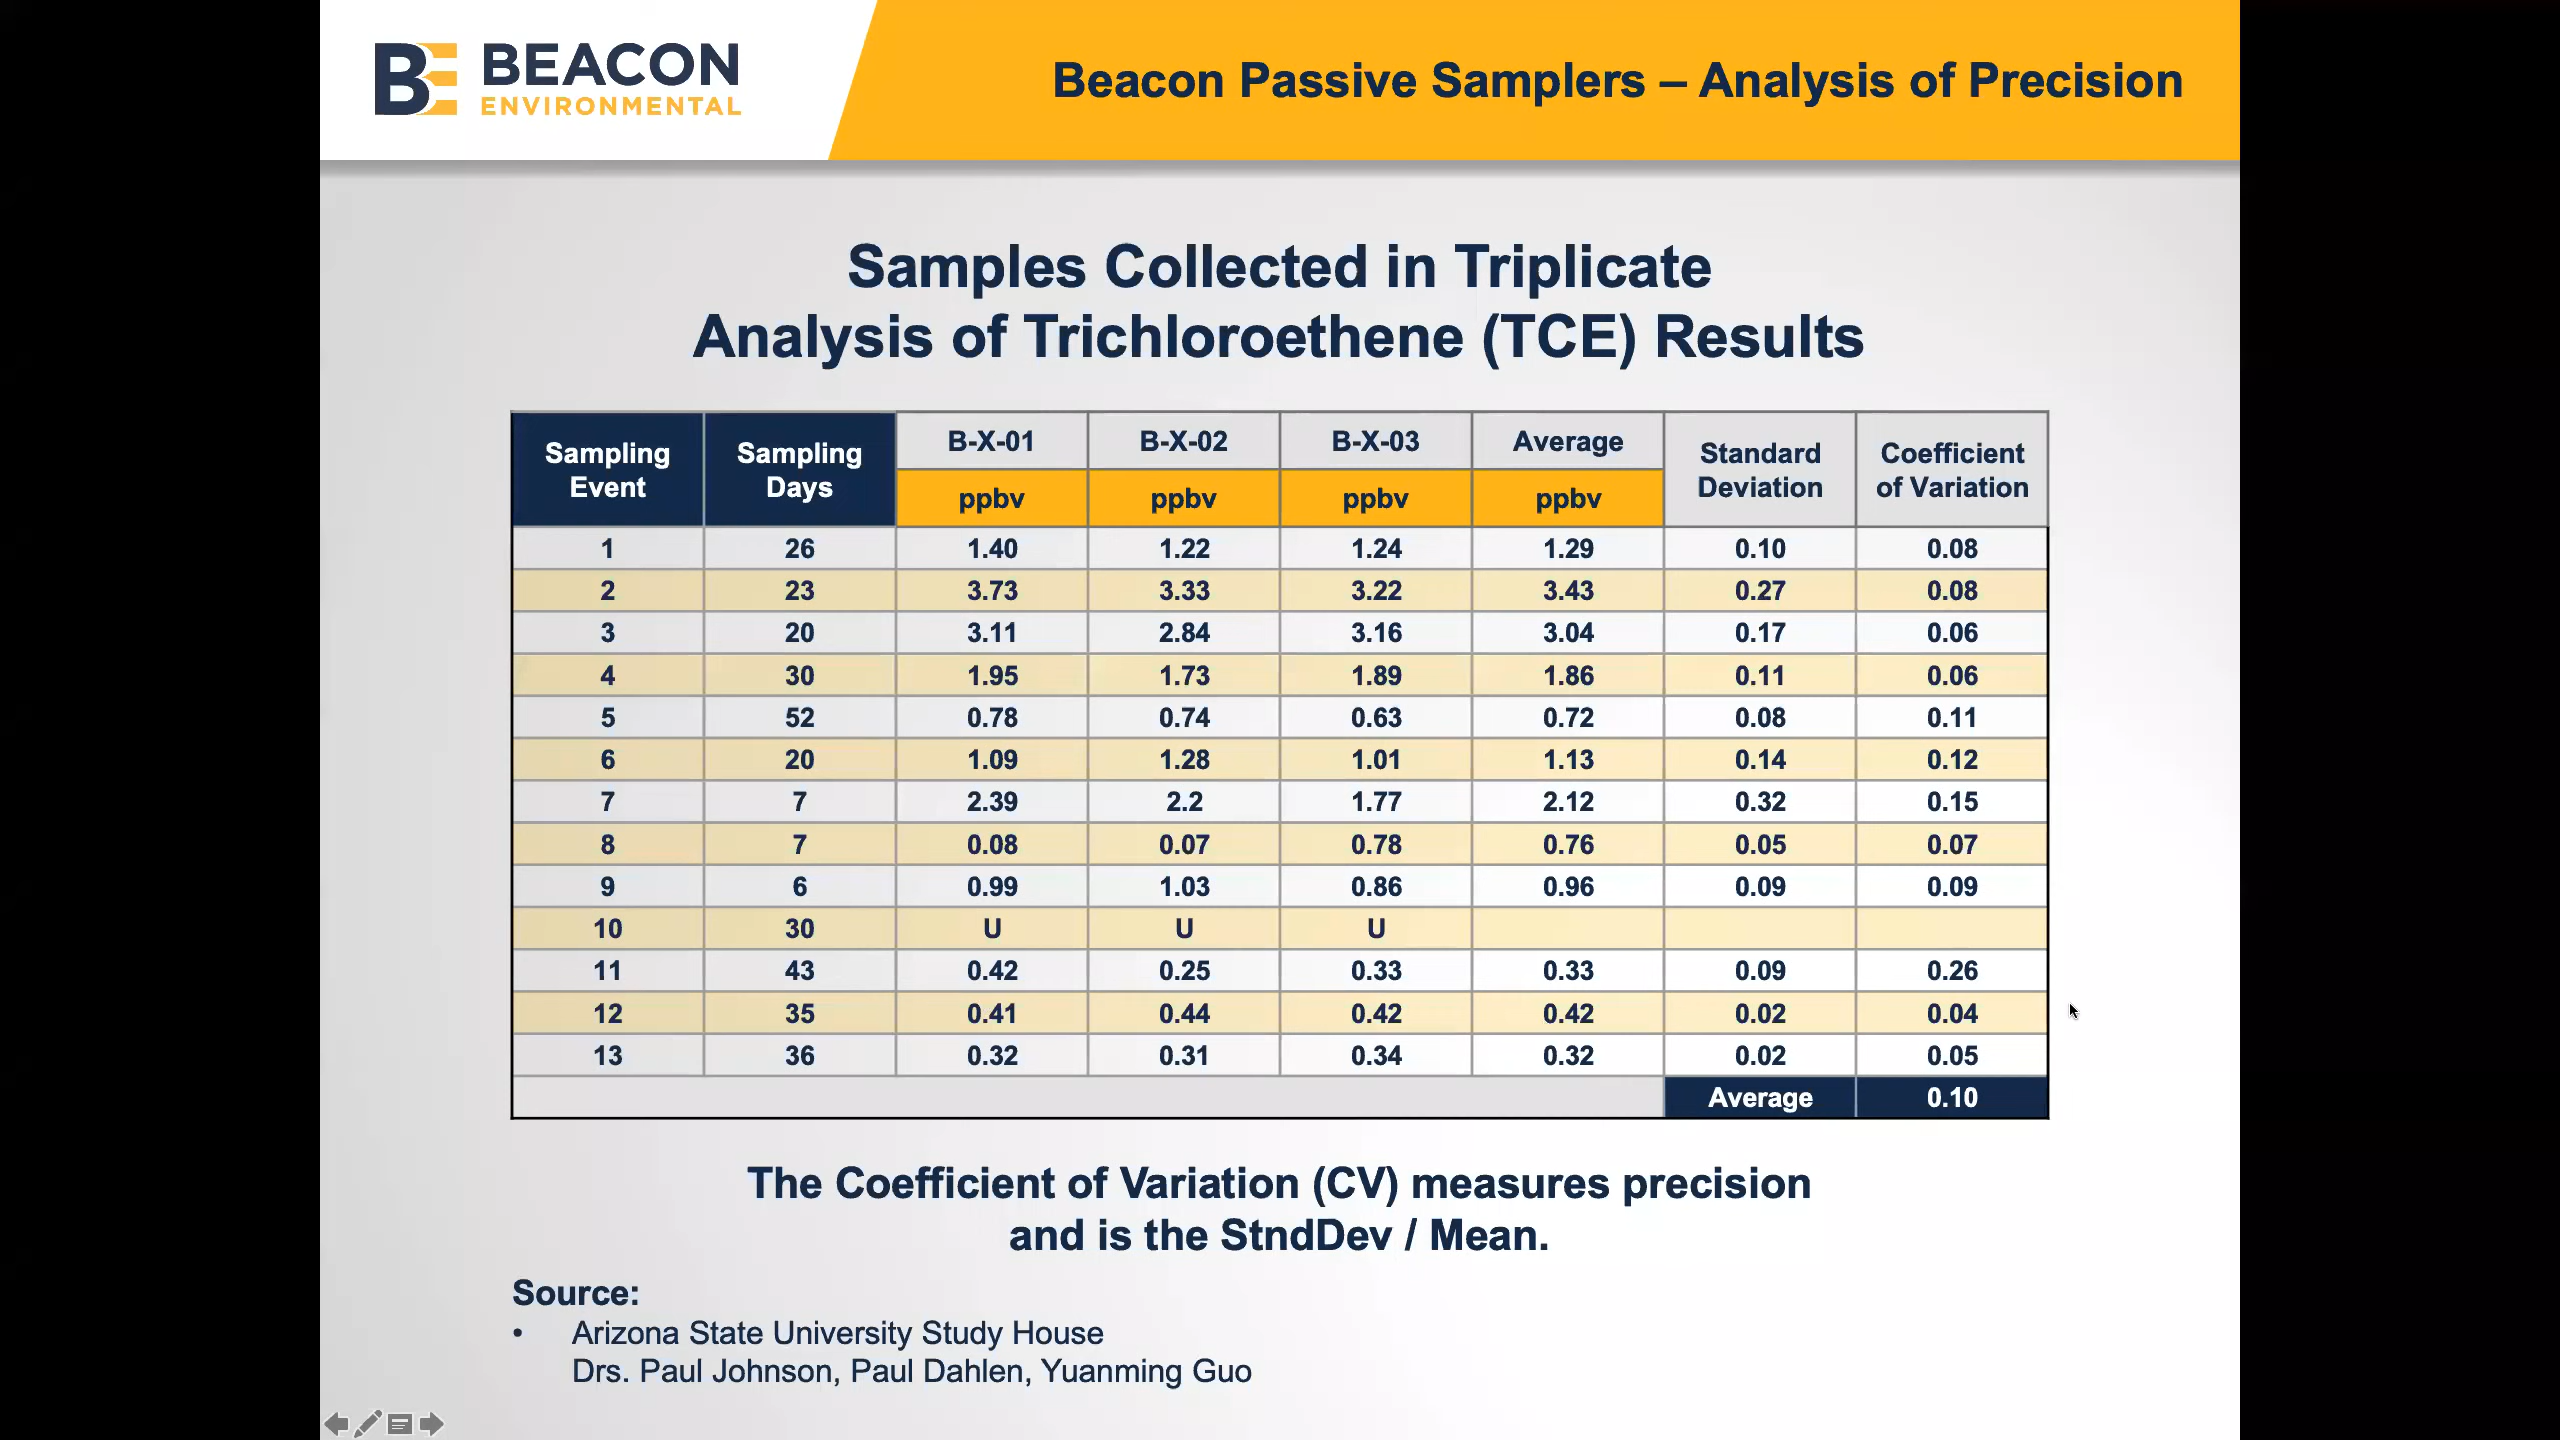 BE BEACON
ENVIRONMENTAL
Beacon Passive Samplers – Analysis of Precision
Samples Collected in Triplicate
Analysis of Trichloroethene (TCE) Results
Sampling Event Sampling Days B-X-01 B-X-02 B-X-03 Average Standard Deviation Coefficient of Variation
ppbv ppbv ppbv ppbv
1 26 1.40 1.22 1.24 1.29 0.10 0.08
2 23 3.73 3.33 3.22 3.43 0.27 0.08
3 20 3.11 2.84 3.16 3.04 0.17 0.06
4 30 1.95 1.73 1.89 1.86 0.11 0.06
5 52 0.78 0.74 0.63 0.72 0.08 0.11
6 20 1.09 1.28 1.01 1.13 0.14 0.12
7 7 2.39 2.2 1.77 2.12 0.32 0.15
8 7 0.08 0.07 0.78 0.76 0.05 0.07
9 6 0.99 1.03 0.86 0.96 0.09 0.09
10 30 U U U
11 43 0.42 0.25 0.33 0.33 0.09 0.26
12 35 0.41 0.44 0.42 0.42 0.02 0.04
13 36 0.32 0.31 0.34 0.32 0.02 0.05
Average 0.10
The Coefficient of Variation (CV) measures precision
and is the StndDev / Mean.
Source:
• Arizona State University Study House
Drs. Paul Johnson, Paul Dahlen, Yuanming Guo